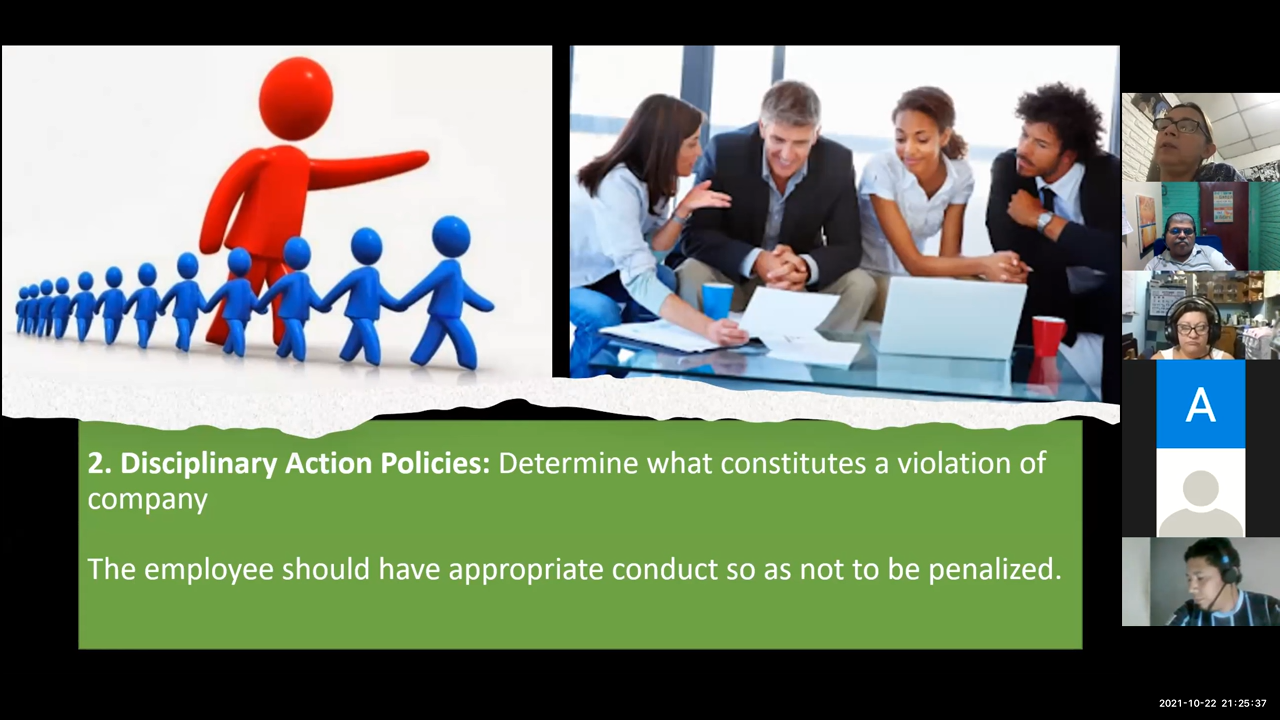 2. Disciplinary Action Policies: Determine what constitutes a violation of
company
The employee should have appropriate conduct so as not to be penalized.
A
2021-10-22 21:25:37